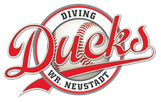 DIVING
Ducks
WR. NEUSTADT